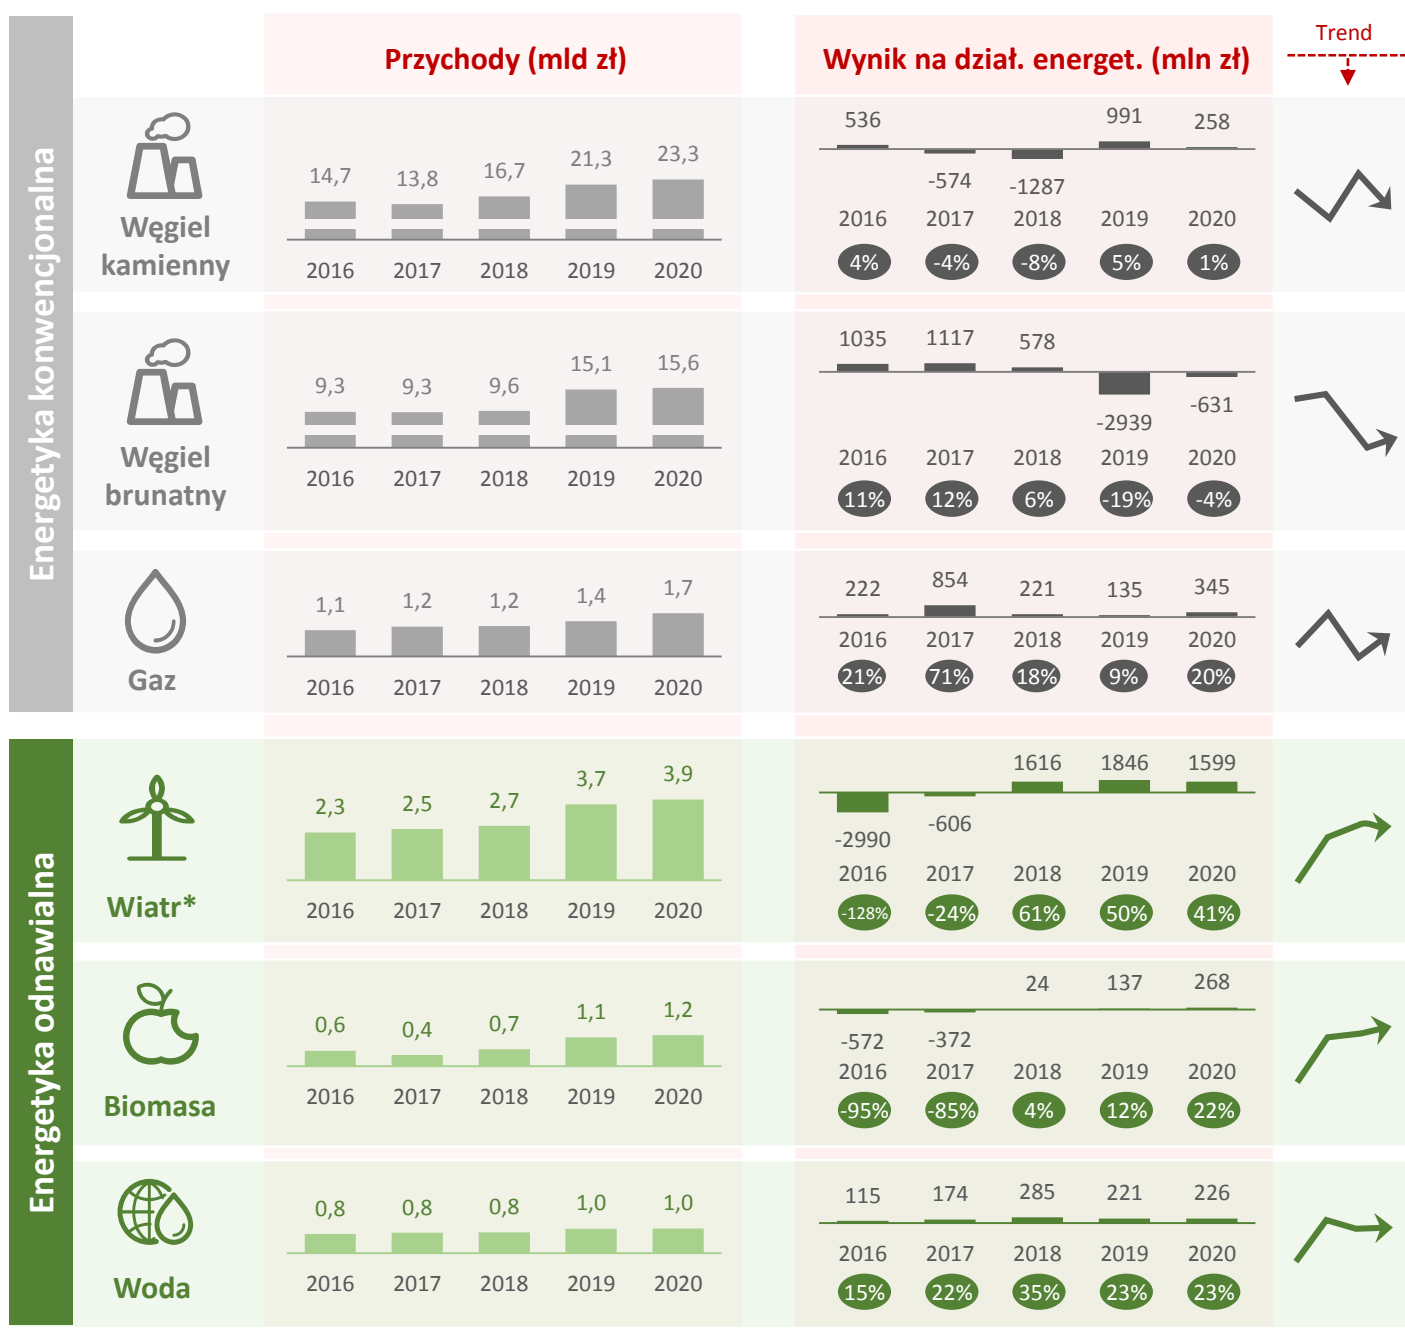 Przychody (mld zł)
Wynik na dział. energet. (mln zł)
Trend
Energetyka konwencjonalna
Węgiel
kamienny
14,7 13,8 16,7 21,3 23,3
2016 2017 2018 2019 2020
536 -574 -1287 991 258
2016 2017 2018 2019 2020
4% -4% -8% 5% 1%
Węgiel
brunatny
9,3 9,3 9,6 15,1 15,6
2016 2017 2018 2019 2020
1035 1117 578 -2939 -631
2016 2017 2018 2019 2020
11% 12% 6% -19% -4%
Gaz
1,1 1,2 1,2 1,4 1,7
2016 2017 2018 2019 2020
222 854 221 135 345
2016 2017 2018 2019 2020
21% 71% 18% 9% 20%
Energetyka odnawialna
Wiatr*
2,3 2,5 2,7 3,7 3,9
2016 2017 2018 2019 2020
-2990 -606 1616 1846 1599
2016 2017 2018 2019 2020
-128% -24% 61% 50% 41%
Biomasa
0,6 0,4 0,7 1,1 1,2
2016 2017 2018 2019 2020
-572 -372 24 137 268
2016 2017 2018 2019 2020
-95% -85% 4% 12% 22%
Woda
0,8 0,8 0,8 1,0 1,0
2016 2017 2018 2019 2020
115 174 285 221 226
2016 2017 2018 2019 2020
15% 22% 35% 23% 23%